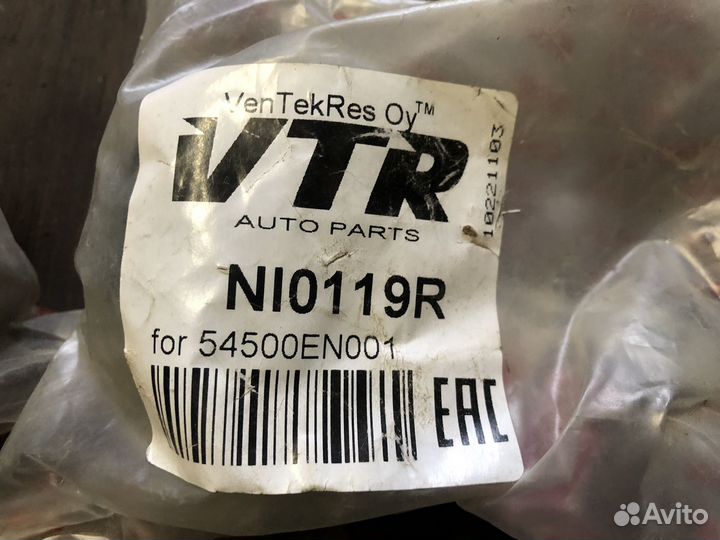 VenTekRes Oy™
VTR
AUTO PARTS
10221103
NI0119R
for 54500EN001
EAC
Avito